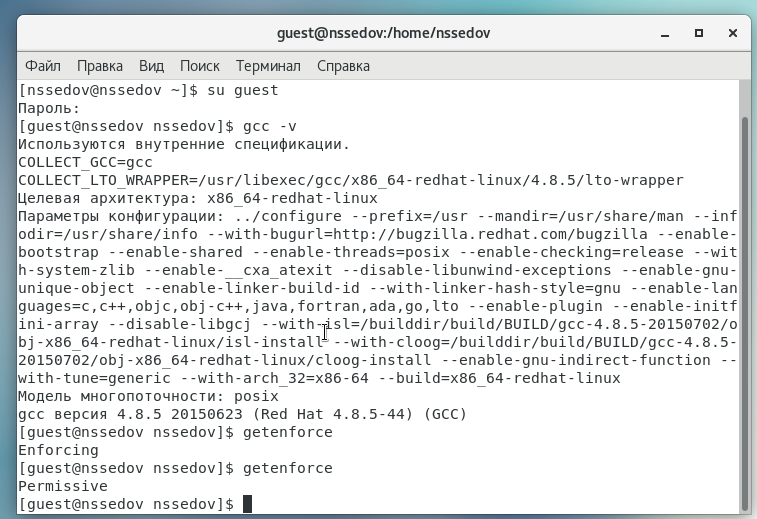 guest@nssedov:/home/nssedov
Файл Правка Вид Поиск Терминал Справка
[nssedov@nssedov ~]$ su guest
Пароль:
[guest@nssedov nssedov]$ gcc -v
Используются внутренние спецификации.
COLLECT_GCC=gcc
COLLECT_LTO_WRAPPER=/usr/libexec/gcc/x86_64-redhat-linux/4.8.5/lto-wrapper
Целевая архитектура: x86_64-redhat-linux
Параметры конфигурации: ../configure --prefix=/usr --mandir=/usr/share/man --inf
odir=/usr/share/info --with-bugurl=http://bugzilla.redhat.com/bugzilla --enable-
bootstrap --enable-shared --enable-threads=posix --enable-checking=release --wit
h-system-zlib --enable-__cxa_atexit --disable-libunwind-exceptions --enable-gnu-
unique-object --enable-linker-build-id --with-linker-hash-style=gnu --enable-lan
guages=c,c++,objc,obj-c++,java,fortran,ada,go,lto --enable-plugin --enable-initf
ini-array --disable-libgcj --with-isl=/builddir/build/BUILD/gcc-4.8.5-20150702/o
bj-x86_64-redhat-linux/isl-install --with-cloog=/builddir/build/BUILD/gcc-4.8.5-
20150702/obj-x86_64-redhat-linux/cloog-install --enable-gnu-indirect-function --
with-tune=generic --with-arch_32=x86-64 --build=x86_64-redhat-linux
Модель многопоточности: posix
gcc версия 4.8.5 20150623 (Red Hat 4.8.5-44) (GCC)
[guest@nssedov nssedov]$ getenforce
Enforcing
[guest@nssedov nssedov]$ getenforce
Permissive
[guest@nssedov nssedov]$